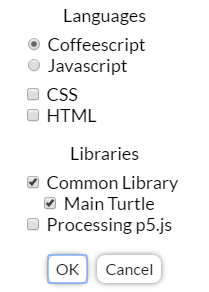 Languages
Coffeescript
Javascript
CSS
HTML
Libraries
Common Library
Main Turtle
Processing p5.js
OK Cancel